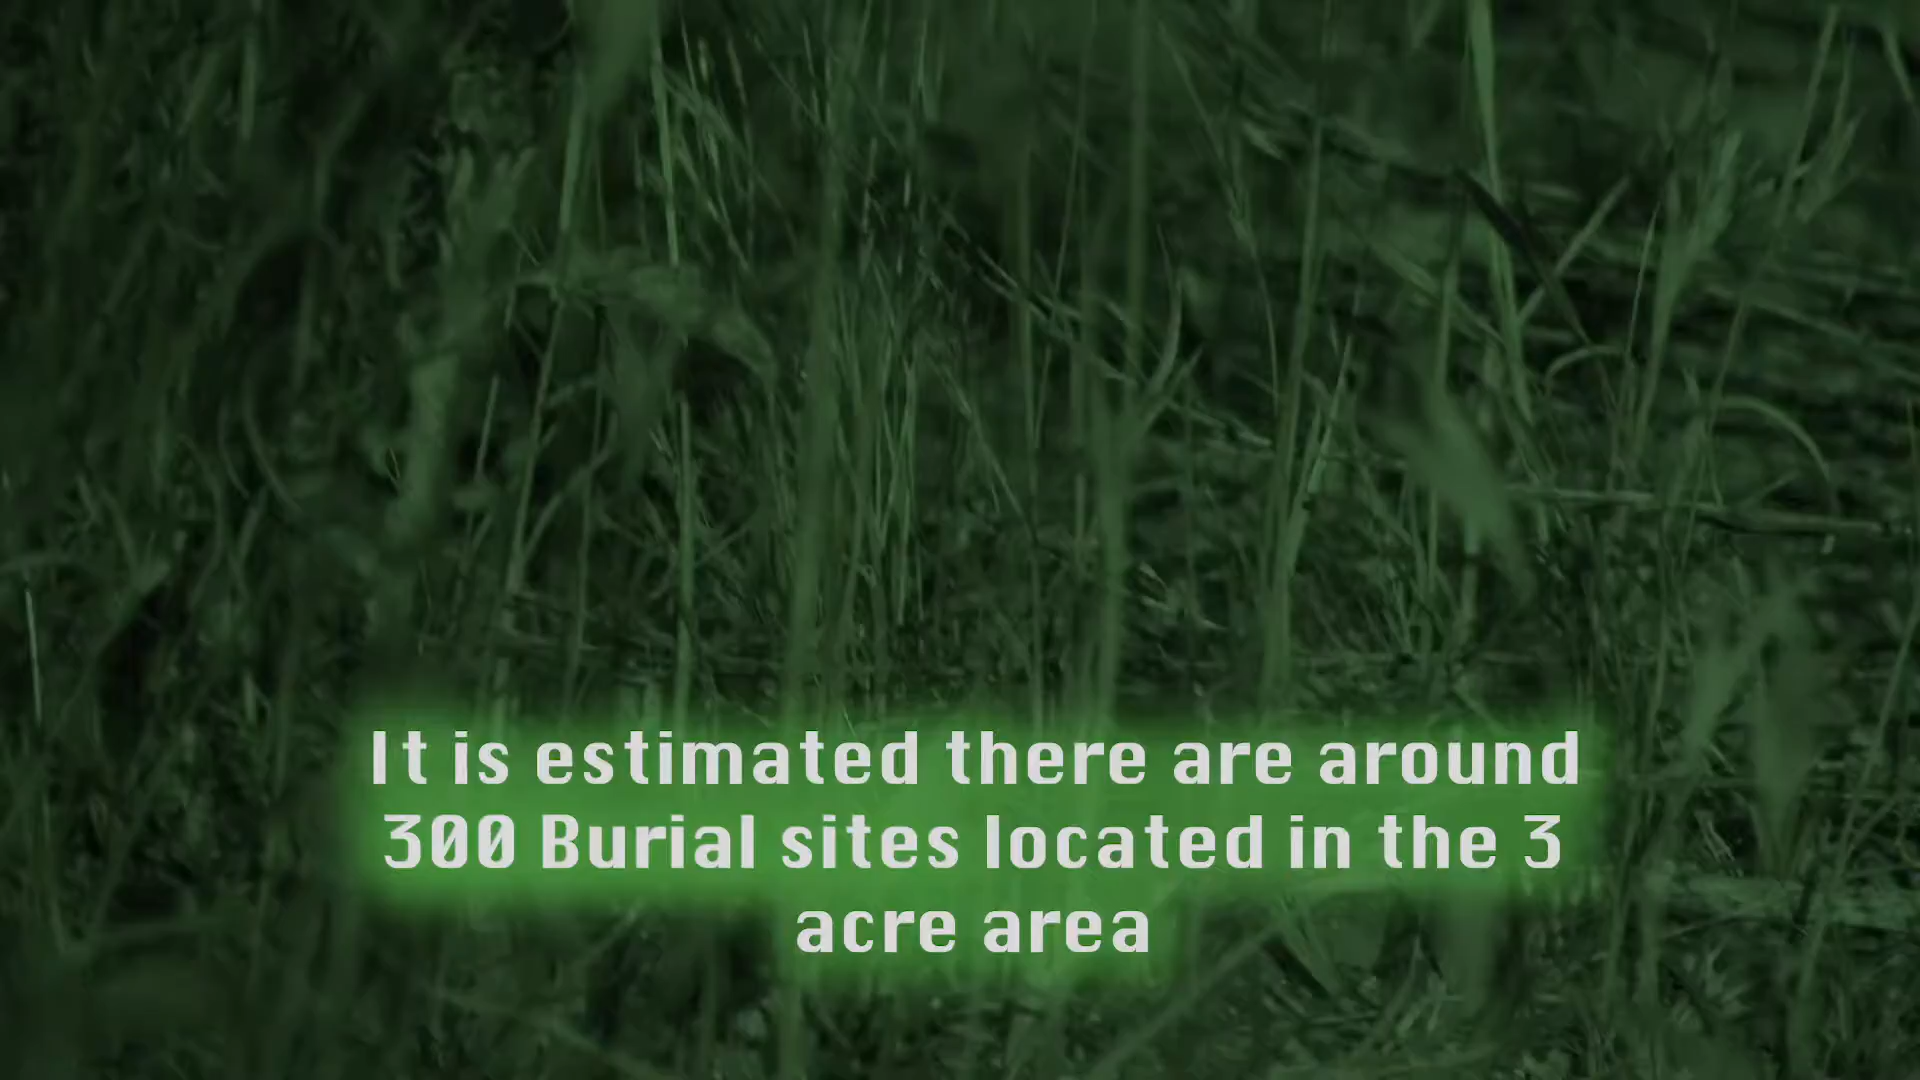 It is estimated there are around
300 Burial sites located in the 3
acre area